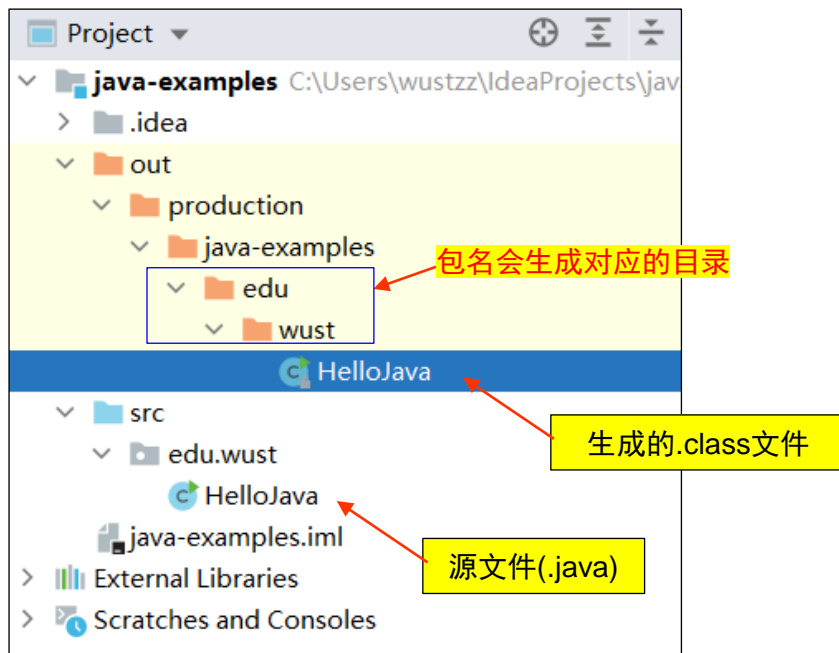 Project
java-examples C:\Users\wustzz\IdeaProjects\jav
.idea
out
production
java-examples
包名会生成对应的目录
edu
wust
HelloJava
src
生成的.class文件
edu.wust
HelloJava
java-examples.iml
源文件(.java)
External Libraries
Scratches and Consoles